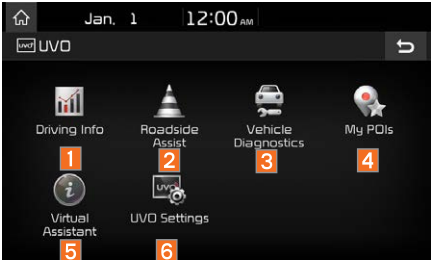 Jan. 1 12:00 AM
UVO UVO
Driving Info
Roadside
Assist
Vehicle
Diagnostics
My POIs
1 2 3 4
i
UVO
Virtual
Assistant
UVO Settings
5 6